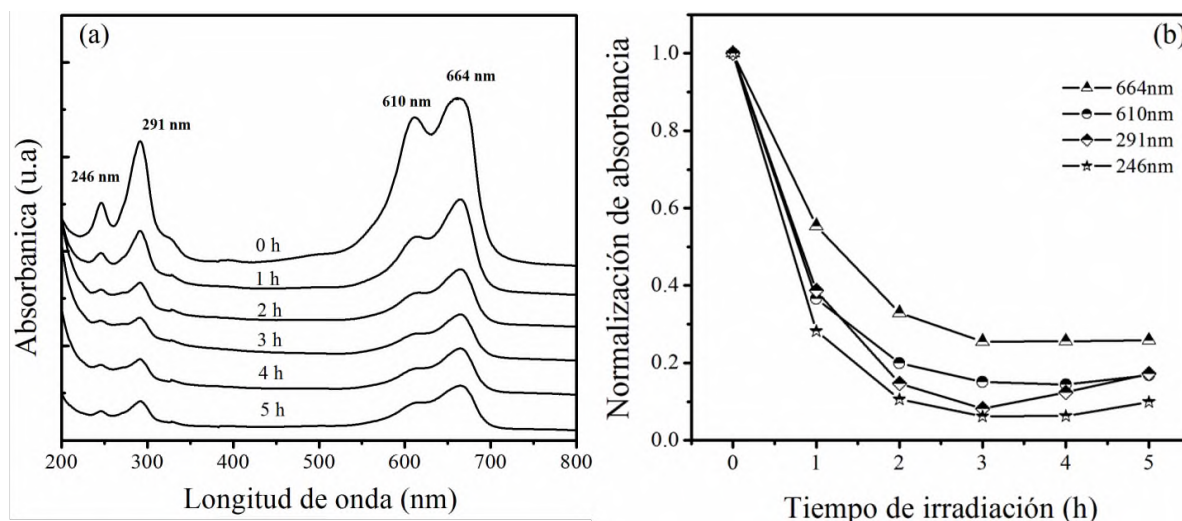 (a)
664 nm
610 nm
291 nm
246 nm
0 h
1 h
2 h
3 h
4 h
5 h
Absorbanica (u.a)
200 300 400 500 600 700 800
Longitud de onda (nm)
(b)
664nm
610nm
291nm
246nm
Normalización de absorbancia
1.0
0.8
0.6
0.4
0.2
0.0
0 1 2 3 4 5
Tiempo de irradiación (h)